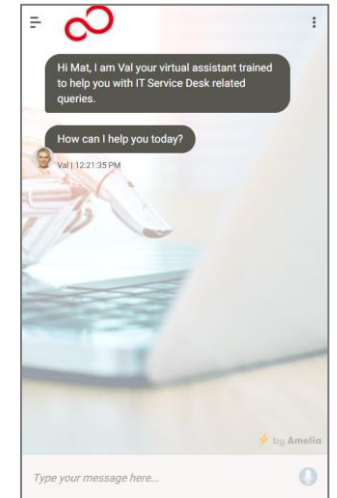 Hi Mat, I am Val your virtual assistant trained
to help you with IT Service Desk related
queries.
How can I help you today?
Val | 12:21:35 PM
by Amelia
Type your message here...